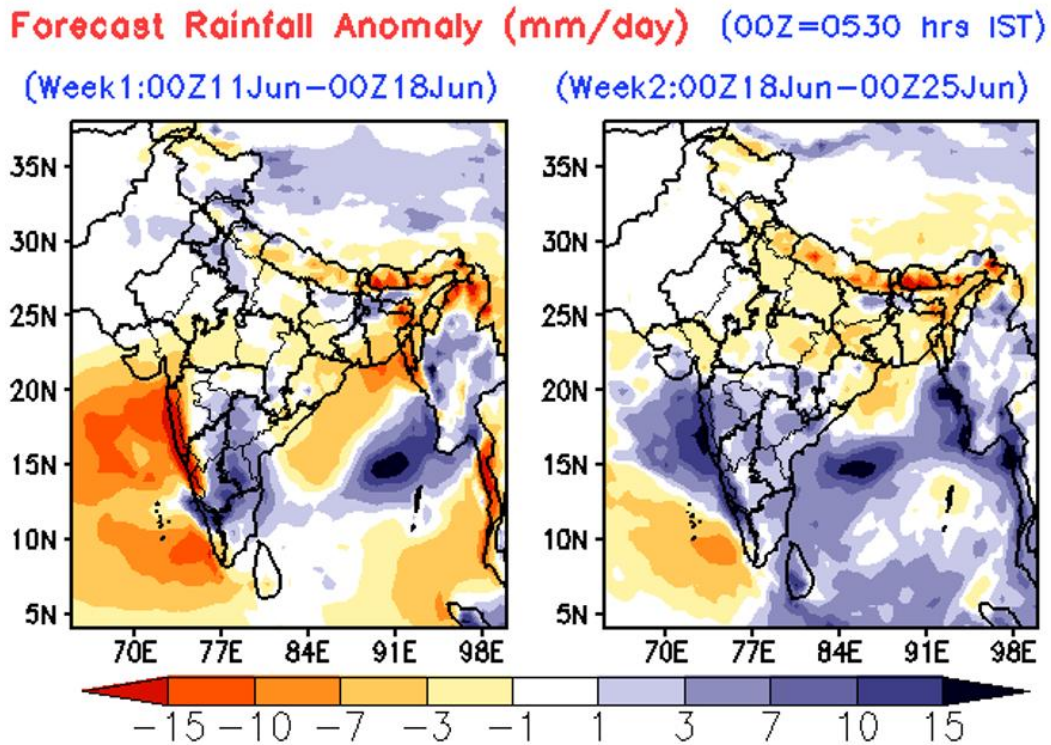 Forecast Rainfall Anomaly (mm/day) (00Z=0530 hrs IST)
(Week1:00Z11Jun−00Z18Jun) (Week2:00Z18Jun−00Z25Jun)
35N 35N
30N 30N
25N 25N
20N 20N
15N 15N
10N 10N
5N 5N
70E 77E 84E 91E 98E 70E 77E 84E 91E 98E
−15 −10 −7 −3 −1 1 3 7 10 15